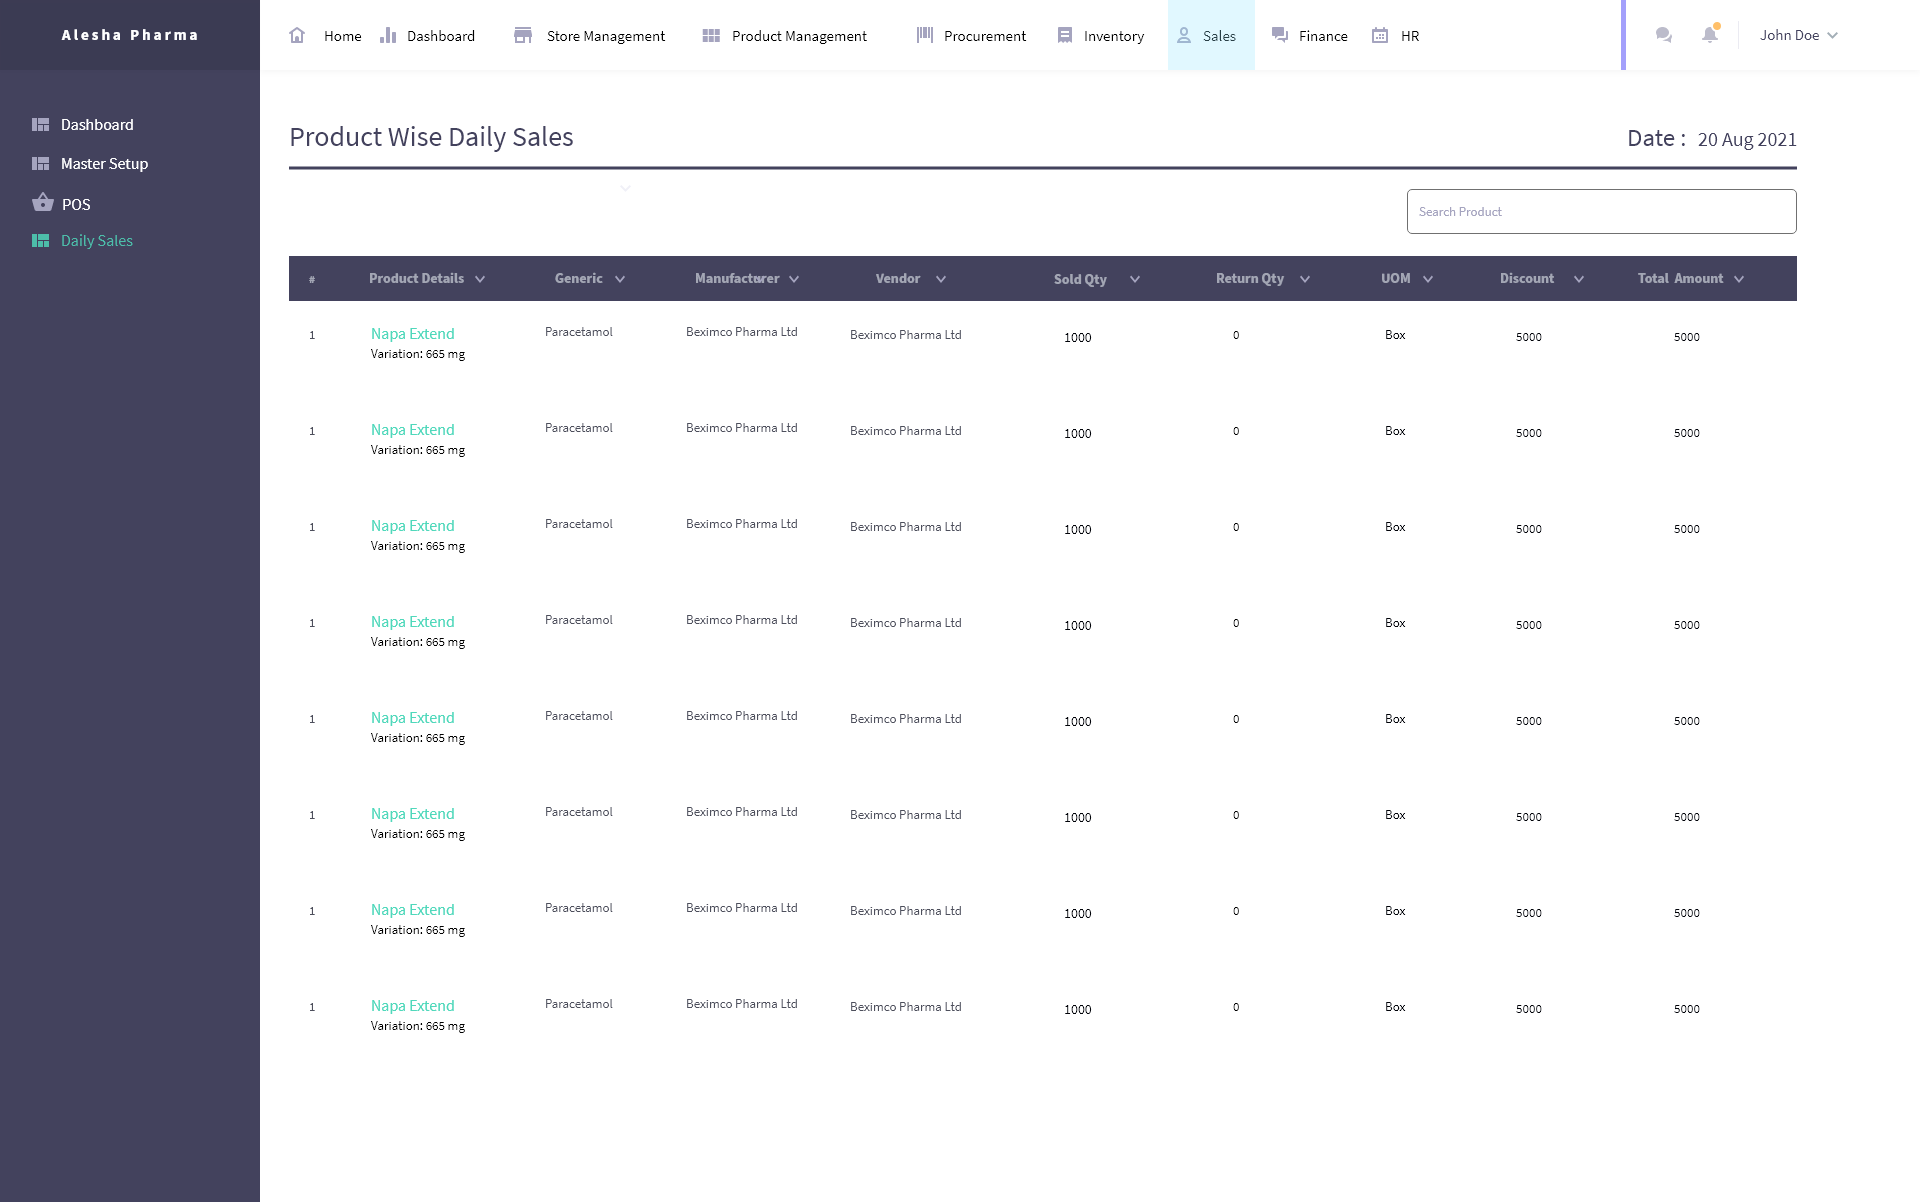 Alesha Pharma
Home Dashboard Store Management Product Management Procurement Inventory Sales Finance HR John Doe
Dashboard
Master Setup
POS
Daily Sales
Product Wise Daily Sales Date : 20 Aug 2021
Search Product
# Product Details Generic Manufacturer Vendor Sold Qty Return Qty UOM Discount Total Amount
1 Napa Extend Paracetamol Beximco Pharma Ltd Beximco Pharma Ltd 1000 0 Box 5000 5000
Variation: 665 mg
1 Napa Extend Paracetamol Beximco Pharma Ltd Beximco Pharma Ltd 1000 0 Box 5000 5000
Variation: 665 mg
1 Napa Extend Paracetamol Beximco Pharma Ltd Beximco Pharma Ltd 1000 0 Box 5000 5000
Variation: 665 mg
1 Napa Extend Paracetamol Beximco Pharma Ltd Beximco Pharma Ltd 1000 0 Box 5000 5000
Variation: 665 mg
1 Napa Extend Paracetamol Beximco Pharma Ltd Beximco Pharma Ltd 1000 0 Box 5000 5000
Variation: 665 mg
1 Napa Extend Paracetamol Beximco Pharma Ltd Beximco Pharma Ltd 1000 0 Box 5000 5000
Variation: 665 mg
1 Napa Extend Paracetamol Beximco Pharma Ltd Beximco Pharma Ltd 1000 0 Box 5000 5000
Variation: 665 mg
1 Napa Extend Paracetamol Beximco Pharma Ltd Beximco Pharma Ltd 1000 0 Box 5000 5000
Variation: 665 mg